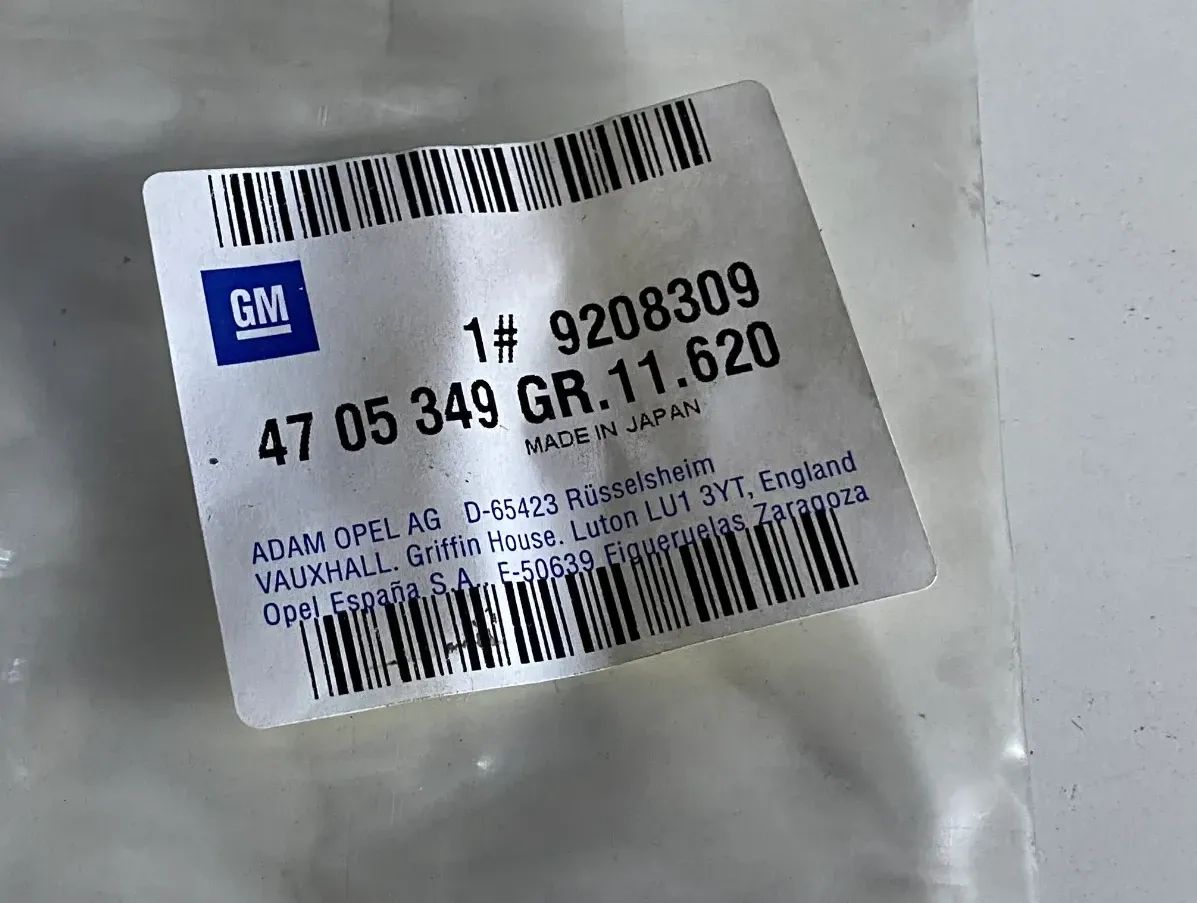 GM
1# 9208309
47 05 349 GR.11.620
MADE IN JAPAN
ADAM OPEL AG D-65423 Rüsselsheim
VAUXHALL. Griffin House. Luton LU1 3YT, England
Opel España S.A.. E-50639 Figueruelas Zaragoza